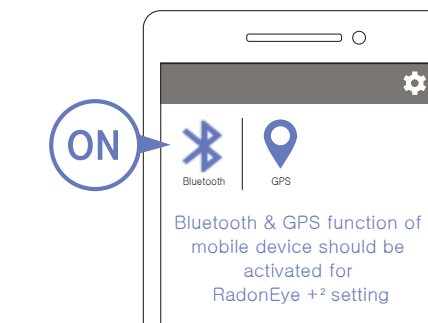 ON
Bluetooth
GPS
Bluetooth & GPS function of
mobile device should be
activated for
RadonEye +² setting